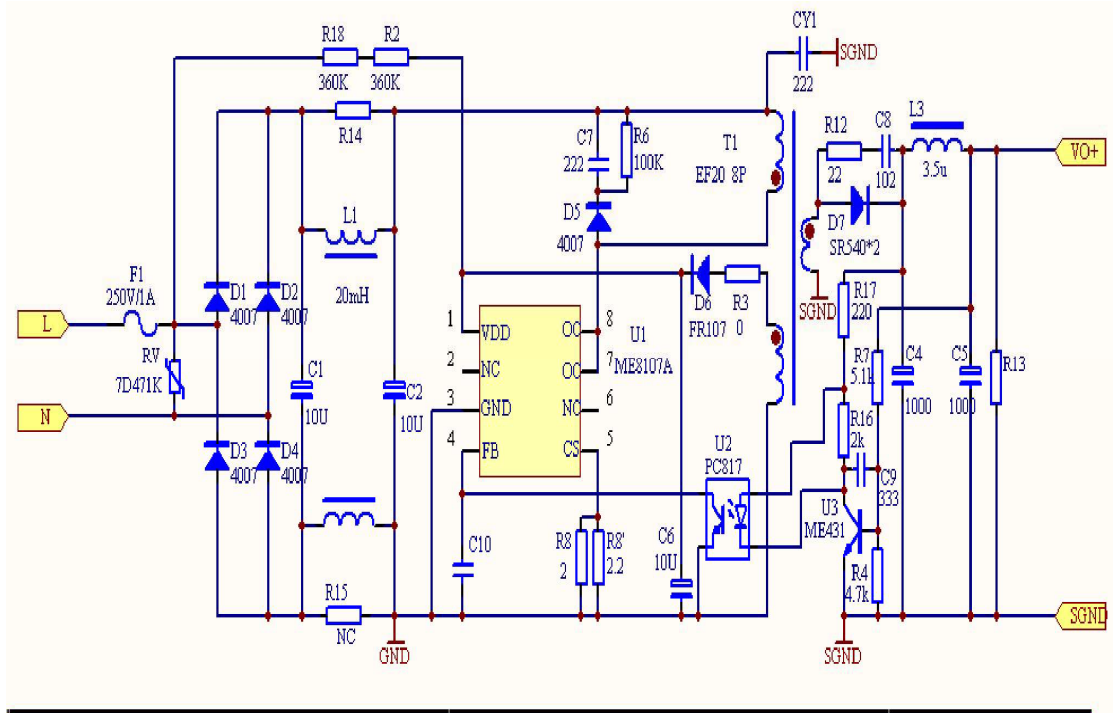 CY1
SGND
222
R18
R2
360K
360K
R14
C7
222
R6
100K
T1
EF20 8P
R12
22
C8
102
L3
3.5u
VO+
D5
4007
D7
SR540*2
L1
20mH
F1
250V/1A
L
D1
4007
D2
4007
D6
FR107
R3
0
SGND
R17
220
RV
7D471K
N
1
VDD
2
NC
3
GND
4
FB
OC
8
OC
7
NC
6
CS
5
U1
ME8107A
C1
10U
C2
10U
R7
5.1k
C4
1000
C5
1000
R13
D3
4007
D4
4007
U2
PC817
R16
2k
C9
333
U3
ME431
C10
R8
2
R8'
2.2
C6
10U
R4
4.7k
R15
NC
GND
SGND
SGND